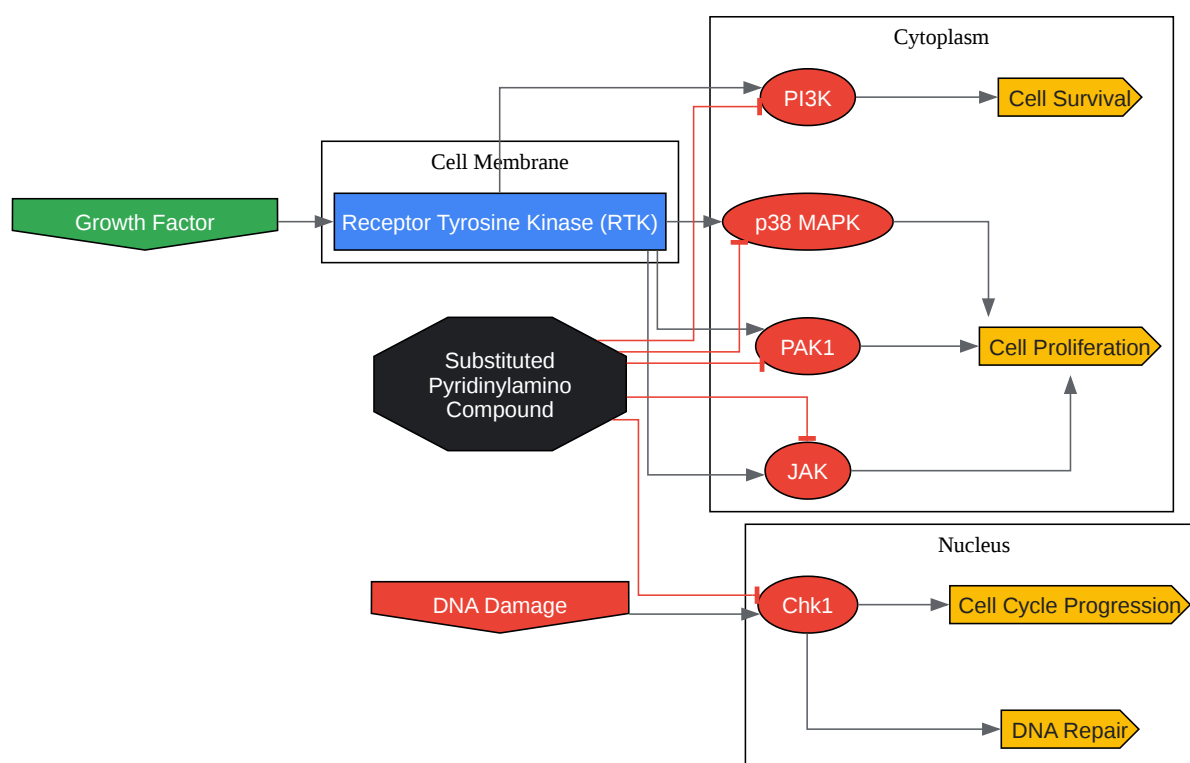 Cytoplasm
PI3K
Cell Survival
Cell Membrane
Growth Factor
Receptor Tyrosine Kinase (RTK)
p38 MAPK
PAK1
Cell Proliferation
Substituted
Pyridinylamino
Compound
JAK
Nucleus
DNA Damage
Chk1
Cell Cycle Progression
DNA Repair